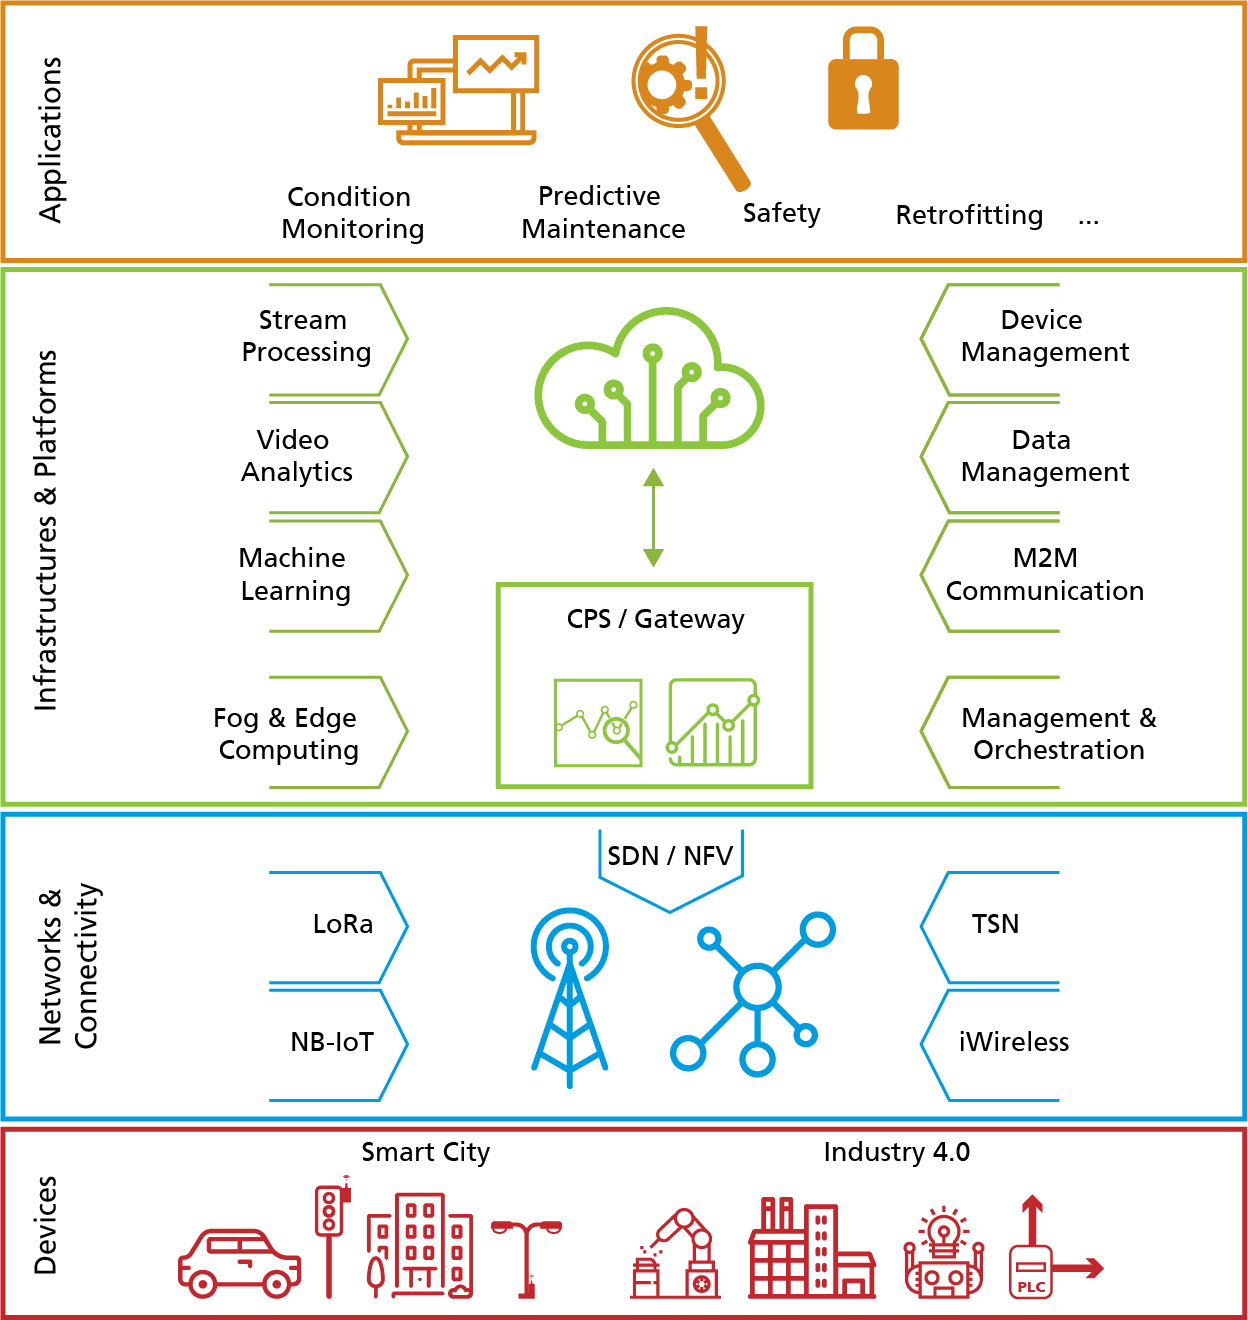 Applications
Condition
Monitoring
Predictive
Maintenance
Safety
Retrofitting
...
Infrastructures & Platforms
Stream
Processing
Video
Analytics
Machine
Learning
Fog & Edge
Computing
CPS / Gateway
Device
Management
Data
Management
M2M
Communication
Management &
Orchestration
Networks &
Connectivity
SDN / NFV
LoRa
NB-IoT
TSN
iWireless
Devices
Smart City
Industry 4.0
PLC